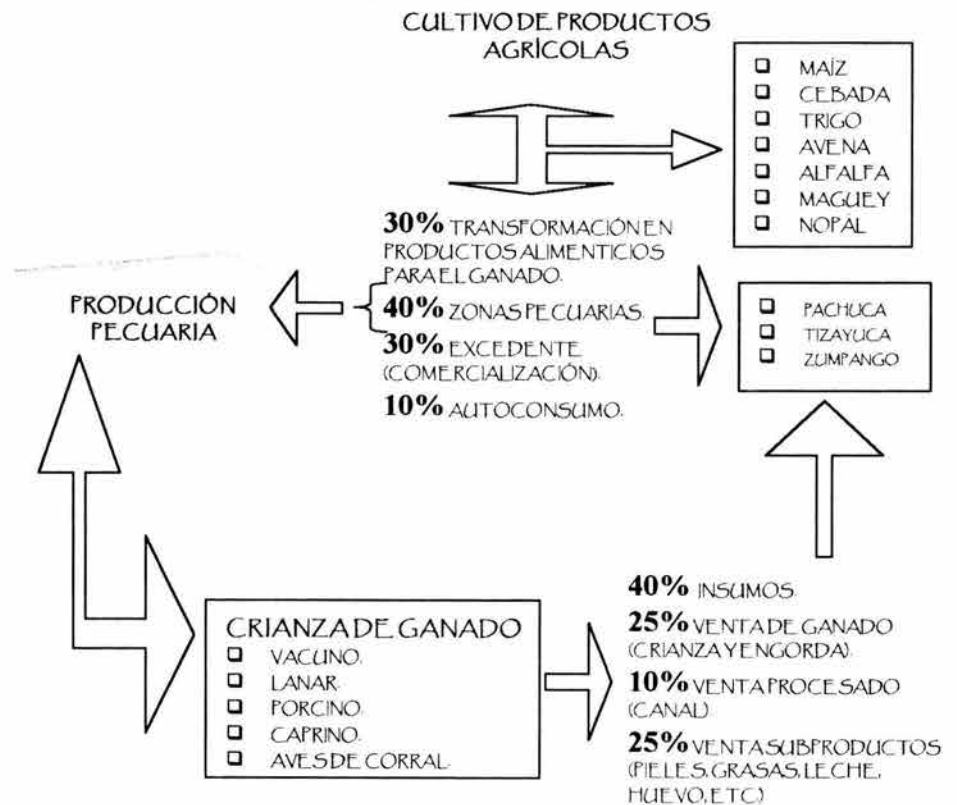 CULTIVO DE PRODUCTOS
AGRÍCOLAS
❑ MAÍZ
❑ CEBADA
❑ TRIGO
❑ AVENA
❑ ALFALFA
❑ MAGUEY
❑ NOPÁL
30% TRANSFORMACIÓN EN
PRODUCTOS ALIMENTICIOS
PARA EL GANADO.
40% ZONAS PECUARIAS.
30% EXCEDENTE
(COMERCIALIZACIÓN).
10% AUTOCONSUMO.
PRODUCCIÓN
PECUARIA
❑ PACHUCA
❑ TIZAYUCA
❑ ZUMPANGO
CRIANZA DE GANADO
❑ VACUNO.
❑ LANAR.
❑ PORCINO.
❑ CAPRINO.
❑ AVES DE CORRAL.
40% INSUMOS.
25% VENTA DE GANADO
(CRIANZA Y ENGORDA).
10% VENTA PROCESADO
(CANAL).
25% VENTA SUBPRODUCTOS
(PIELES, GRASAS, LECHE,
HUEVO, ETC)